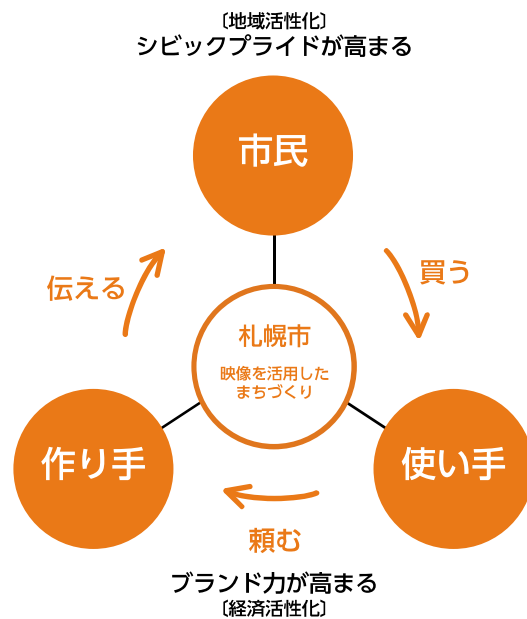 〔地域活性化〕
シビックプライドが高まる
市民
伝える
買う
札幌市
映像を活用した
まちづくり
作り手
使い手
頼む
ブランド力が高まる
〔経済活性化〕